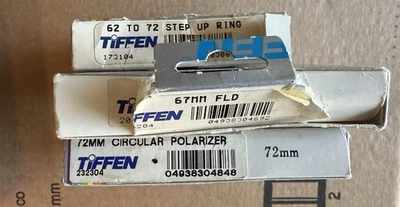 62 TO 72 STEP UP RING
TIFFEN
173104
67MM FLD
TIFFEN
04938304692
72MM CIRCULAR POLARIZER
TIFFEN
232304
04938304848
72mm
2